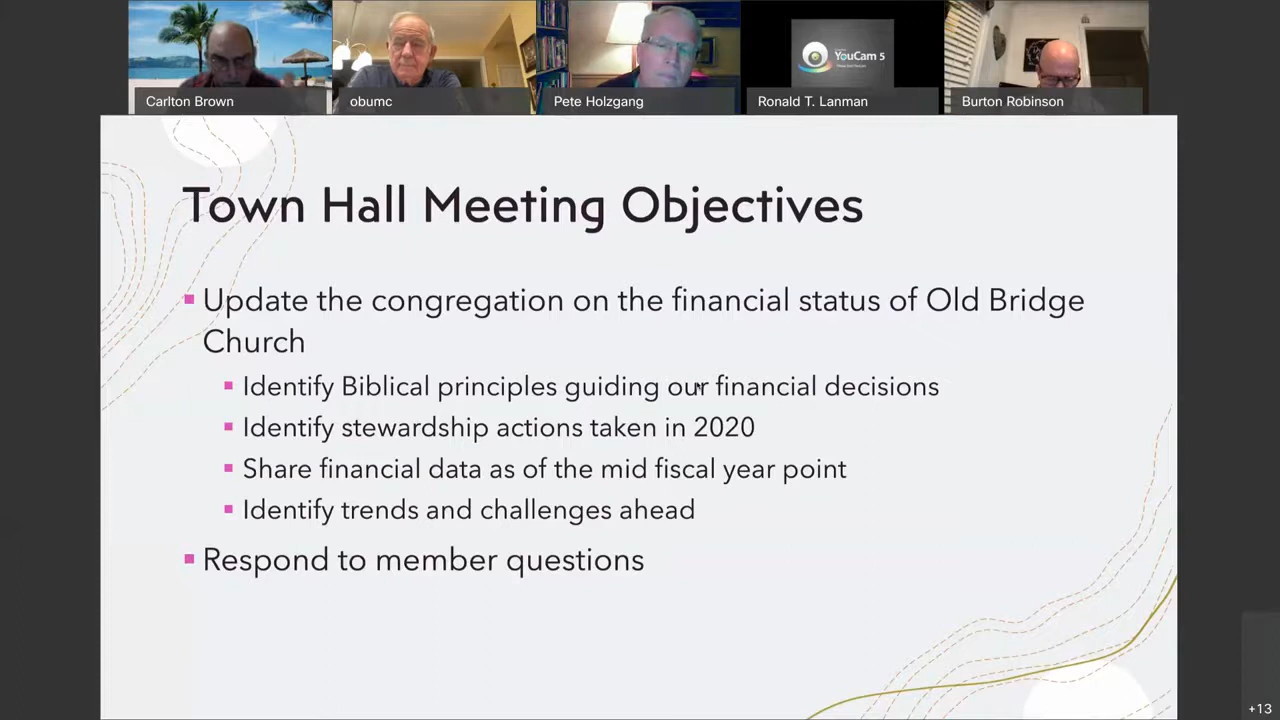 YouCam 5
Carlton Brown
obumc
Pete Holzgang
Ronald T. Lanman
Burton Robinson
Town Hall Meeting Objectives
Update the congregation on the financial status of Old Bridge
Church
Identify Biblical principles guiding our financial decisions
Identify stewardship actions taken in 2020
Share financial data as of the mid fiscal year point
Identify trends and challenges ahead
Respond to member questions
+13